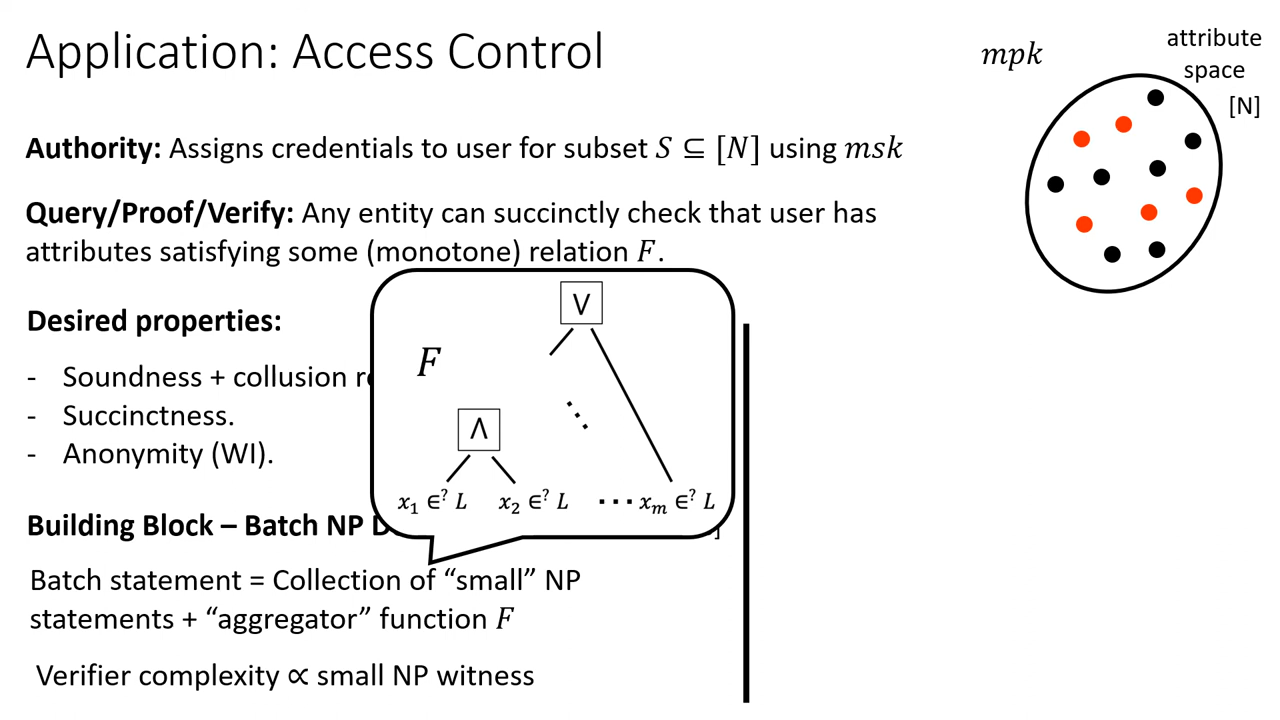 Application: Access Control
mpk
attribute
space
[N]
Authority: Assigns credentials to user for subset S ⊆ [N] using msk
Query/Proof/Verify: Any entity can succinctly check that user has
attributes satisfying some (monotone) relation F.
Desired properties:
- Soundness + collusion
- Succinctness.
- Anonymity (WI).
∨
F
∧
x₁ ∈? L x₂ ∈? L ··· xₘ ∈? L
Building Block – Batch NP
Batch statement = Collection of “small” NP
statements + “aggregator” function F
Verifier complexity ∝ small NP witness